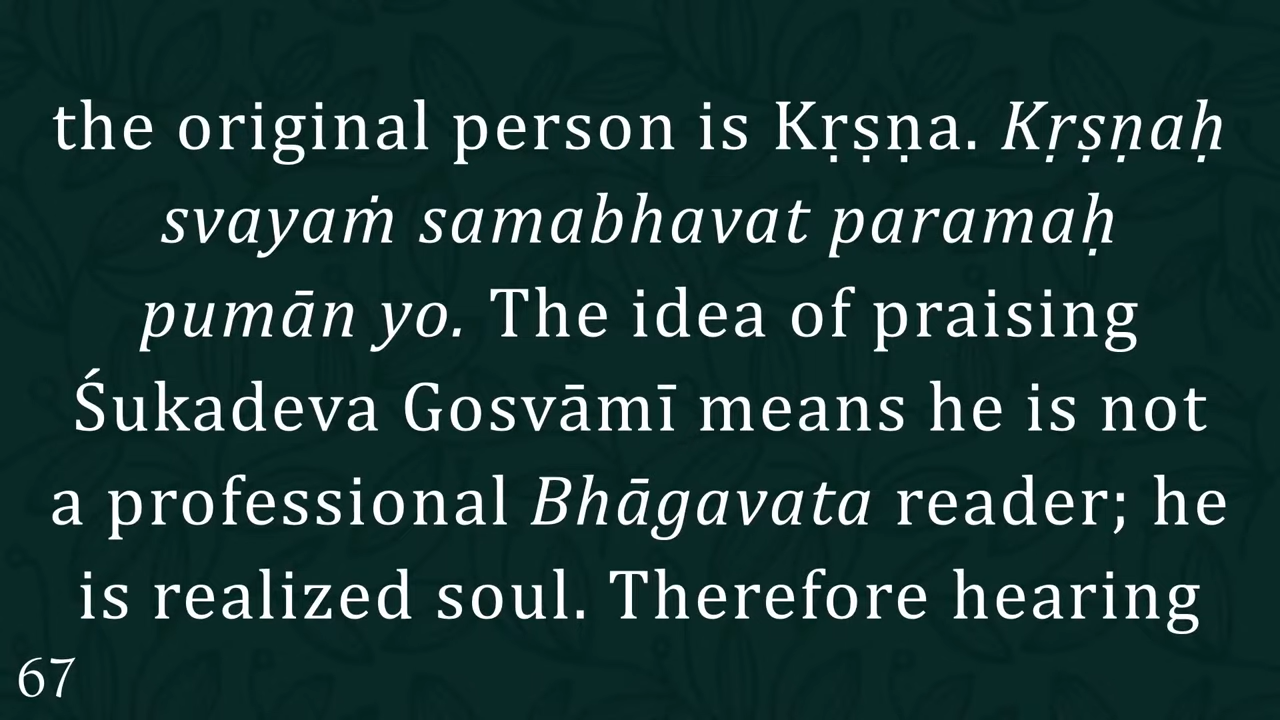 the original person is Kṛṣṇa. Kṛṣṇaḥ
svayaṁ samabhavat paramaḥ
pumān yo. The idea of praising
Śukadeva Gosvāmī means he is not
a professional Bhāgavata reader; he
is realized soul. Therefore hearing
67